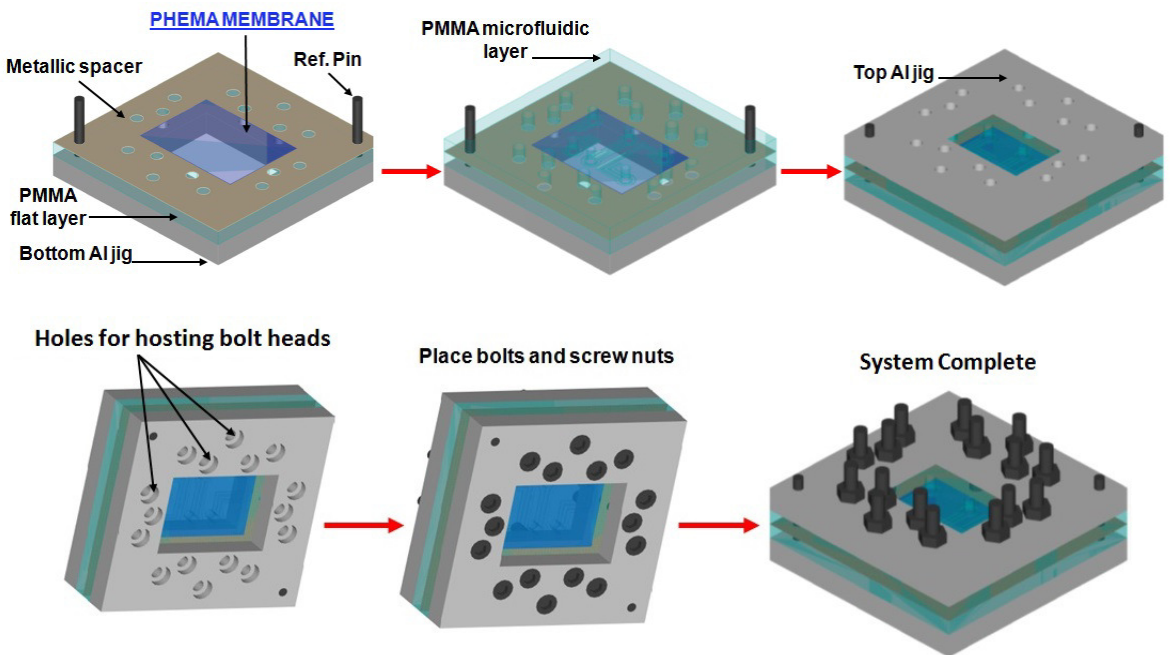 PHEMA MEMBRANE
Metallic spacer
Ref. Pin
PMMA
flat layer
Bottom Al jig
PMMA microfluidic
layer
Top Al jig
Holes for hosting bolt heads
Place bolts and screw nuts
System Complete